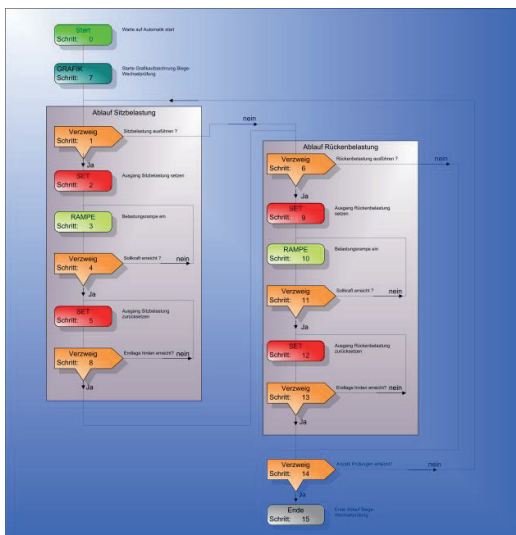 Start
Schritt 0
Warte auf Automatik start
GRAFIK
Schritt: 7
Starte Grafikaufzeichnung Biege-
Wechselprüfung
Ablauf Sitzbelastung
Verzweig
Schritt: 1
Sitzbelastung ausführen ?
nein
Ja
SET
Schritt: 2
Ausgang Sitzbelastung setzen
RAMPE
Schritt: 3
Belastungsrampe ein
Verzweig
Schritt: 4
Sollkraft erreicht ?
nein
Ja
SET
Schritt: 5
Ausgang Sitzbelastung
zurücksetzen
Verzweig
Schritt: 8
Endlage hinten erreicht?
nein
Ja
Ablauf Rückenbelastung
Verzweig
Schritt: 6
Rückenbelastung ausführen ?
nein
Ja
SET
Schritt: 9
Ausgang Rückenbelastung
setzen
RAMPE
Schritt: 10
Belastungsrampe ein
Verzweig
Schritt: 11
Sollkraft erreicht ?
nein
Ja
SET
Schritt: 12
Ausgang Rückenbelastung
zurücksetzen
Verzweig
Schritt: 13
Endlage hinten erreicht?
nein
Ja
Verzweig
Schritt: 14
Anzahl Prüfungen erreicht?
nein
Ja
Ende
Schritt: 15
Ende Ablauf Biege-
Wechselprüfung